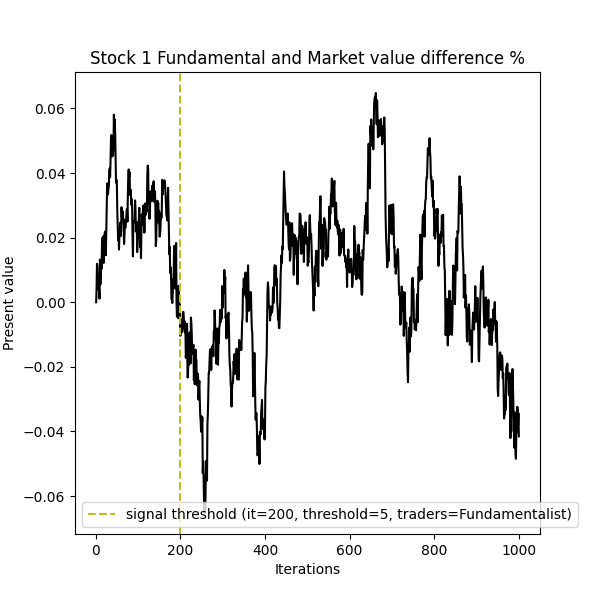 Stock 1 Fundamental and Market value difference %
0.06
0.04
0.02
0.00
−0.02
−0.04
−0.06
Present value
signal threshold (it=200, threshold=5, traders=Fundamentalist)
0 200 400 600 800 1000
Iterations